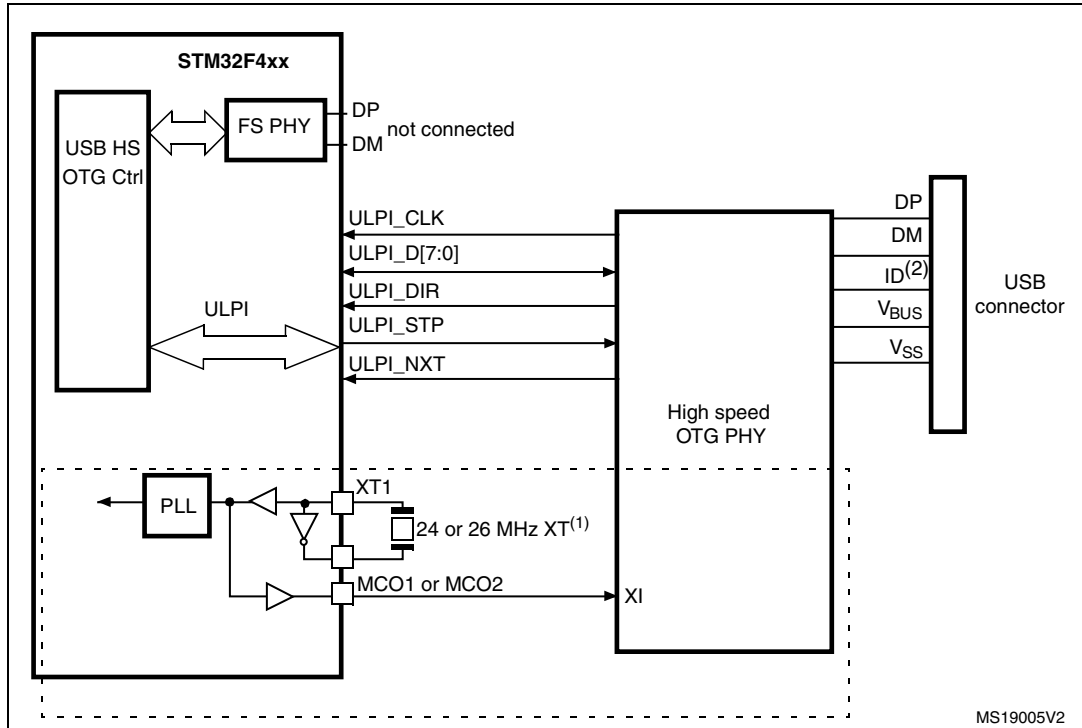 STM32F4xx
USB HS
OTG Ctrl
FS PHY
DP
DM
not connected
ULPI
ULPI_CLK
ULPI_D[7:0]
ULPI_DIR
ULPI_STP
ULPI_NXT
High speed
OTG PHY
DP
DM
ID(2)
VBUS
VSS
USB
connector
PLL
XT1
24 or 26 MHz XT(1)
MCO1 or MCO2
XI
MS19005V2